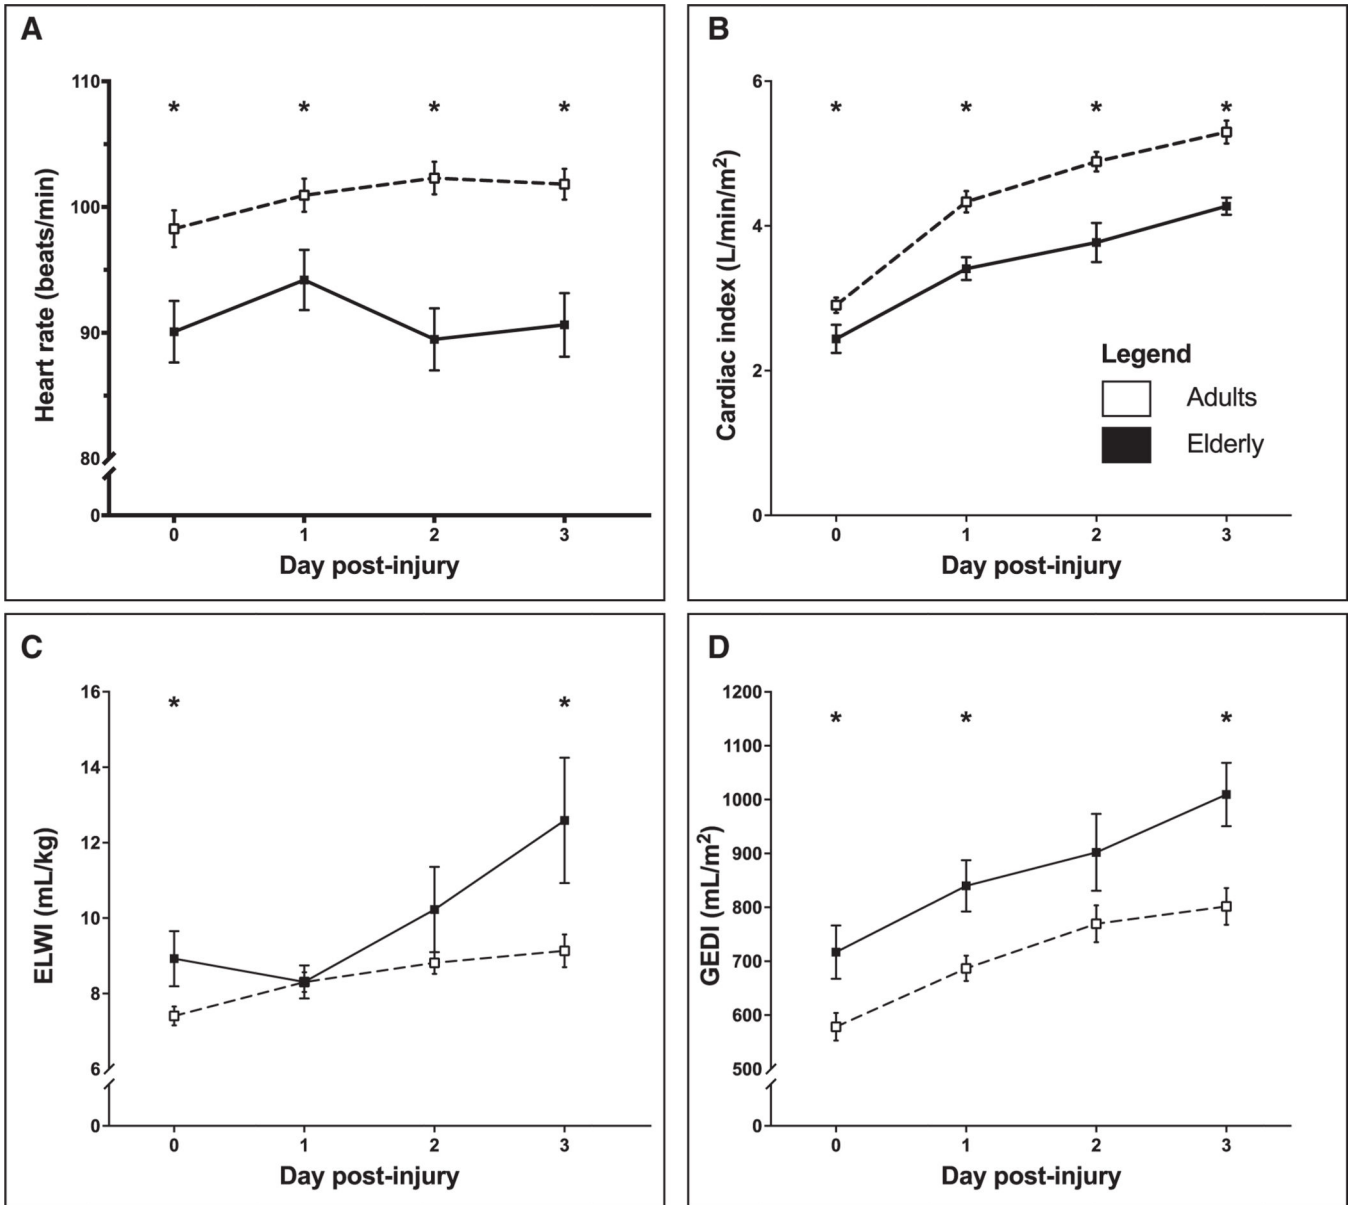 A
Heart rate (beats/min)
110
100
90
80
0
* * * *
0 1 2 3
Day post-injury
B
Cardiac index (L/min/m²)
6
4
2
0
* * * *
Legend
Adults
Elderly
0 1 2 3
Day post-injury
C
ELWI (mL/kg)
16
14
12
10
8
6
0
* *
0 1 2 3
Day post-injury
D
GEDI (mL/m²)
1200
1100
1000
900
800
700
600
500
0
* * *
0 1 2 3
Day post-injury